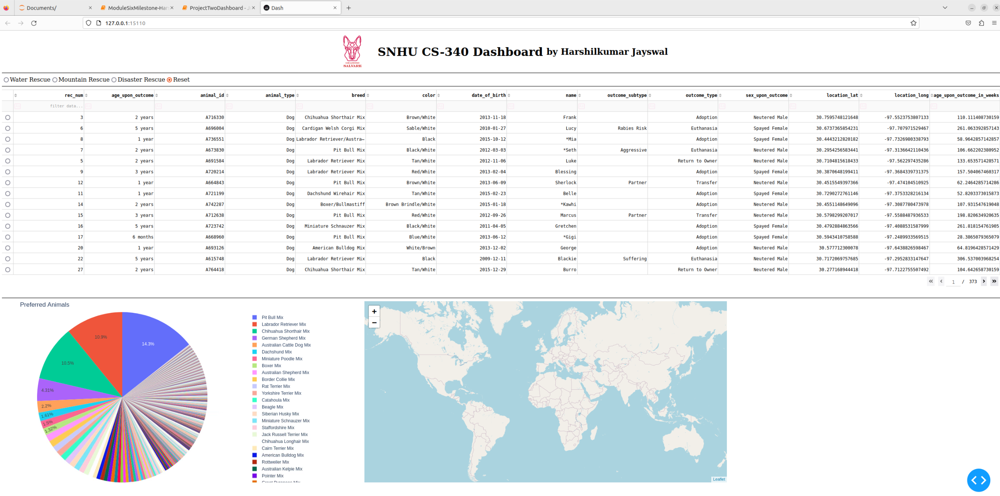 Documents/
ModuleSixMilestone-Hars
ProjectTwoDashboard - J
Dash
127.0.0.1:15110
GRAZIOSO
SALVARE
SNHU CS-340 Dashboard by Harshilkumar Jayswal
Water Rescue Mountain Rescue Disaster Rescue Reset
rec_num age_upon_outcome animal_id animal_type breed color date_of_birth name outcome_subtype outcome_type sex_upon_outcome location_lat location_long age_upon_outcome_in_weeks
filter data...
3 2 years A716330 Dog Chihuahua Shorthair Mix Brown/White 2013-11-18 Frank Adoption Neutered Male 30.7595748121648 -97.5523753807133 110.111408730159
6 5 years A696004 Dog Cardigan Welsh Corgi Mix Sable/White 2010-01-27 Lucy Rabies Risk Euthanasia Spayed Female 30.6737365854231 -97.707971529467 261.063392857143
8 1 year A736551 Dog Labrador Retriever/Austra… Black 2015-10-12 *Mia Adoption Spayed Female 30.4443212820182 -97.7326980338793 58.9642857142857
7 2 years A673830 Dog Pit Bull Mix Black/White 2012-03-03 *Seth Aggressive Euthanasia Neutered Male 30.2954256583441 -97.3136642110436 106.662202380952
5 2 years A691584 Dog Labrador Retriever Mix Tan/White 2012-11-06 Luke Return to Owner Neutered Male 30.7104815618433 -97.562297435286 133.653571428571
9 3 years A720214 Dog Labrador Retriever Mix Red/White 2013-02-04 Blessing Adoption Spayed Female 30.3870648199411 -97.3684339731375 157.504067460317
12 1 year A664843 Dog Pit Bull Mix Brown/White 2013-06-09 Sherlock Partner Transfer Neutered Male 30.4515549397366 -97.474104510925 62.2464285714286
11 1 year A721199 Dog Dachshund Wirehair Mix Tan/White 2015-02-23 Belle Adoption Spayed Female 30.7290272761146 -97.3753328216134 52.8203373015873
14 2 years A742287 Dog Boxer/Bullmastiff Brown Brindle/White 2015-01-18 *Kawhi Adoption Neutered Male 30.4551148649096 -97.3087780473978 107.931547619048
15 3 years A712638 Dog Pit Bull Mix Red/White 2012-09-26 Marcus Partner Transfer Neutered Male 30.5798299207017 -97.5588487936533 198.820634920635
16 5 years A723742 Dog Miniature Schnauzer Mix Black/White 2011-04-05 Gretchen Adoption Spayed Female 30.4792884863566 -97.4088531587999 261.818154761905
17 6 months A668960 Dog Pit Bull Mix Blue/White 2013-06-12 *Gigi Adoption Spayed Female 30.5943410758588 -97.2489933569515 28.3865079365079
20 1 year A693126 Dog American Bulldog Mix White/Brown 2013-12-02 George Adoption Neutered Male 30.577712300078 -97.6438826598467 64.8196428571429
22 5 years A615748 Dog Labrador Retriever Mix Black 2009-12-11 Blackie Suffering Euthanasia Neutered Male 30.7172069757685 -97.2952833147647 306.537003968254
27 2 years A764418 Dog Chihuahua Shorthair Mix Tan/White 2015-12-29 Burro Return to Owner Neutered Male 30.277168944418 -97.7122755507492 104.642658730159
1 / 373
Preferred Animals
14.3%
10.9%
10.5%
4.31%
2.2%
1.61%
1.5%
1.32%
Pit Bull Mix
Labrador Retriever Mix
Chihuahua Shorthair Mix
German Shepherd Mix
Australian Cattle Dog Mix
Dachshund Mix
Miniature Poodle Mix
Boxer Mix
Australian Shepherd Mix
Border Collie Mix
Rat Terrier Mix
Yorkshire Terrier Mix
Catahoula Mix
Beagle Mix
Siberian Husky Mix
Miniature Schnauzer Mix
Staffordshire Mix
Jack Russell Terrier Mix
Chihuahua Longhair Mix
Cairn Terrier Mix
American Bulldog Mix
Rottweiler Mix
Australian Kelpie Mix
Pointer Mix
Great Pyrenees Mix
+
−
Leaflet